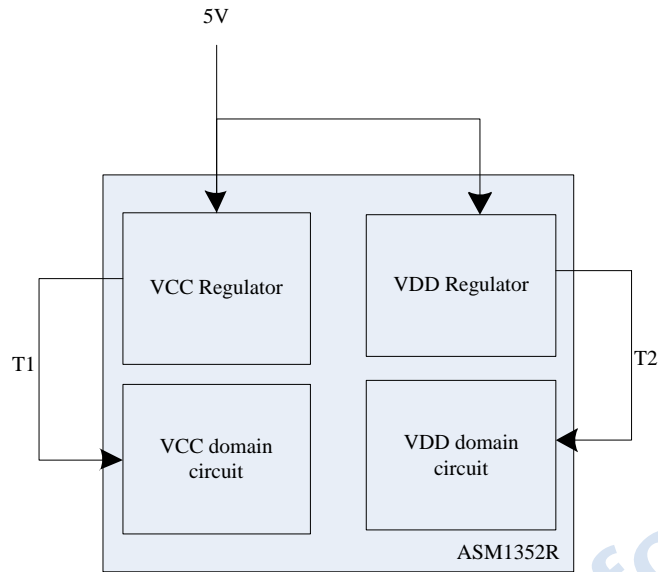 5V
VCC Regulator
VDD Regulator
T1
T2
VCC domain
circuit
VDD domain
circuit
ASM1352R